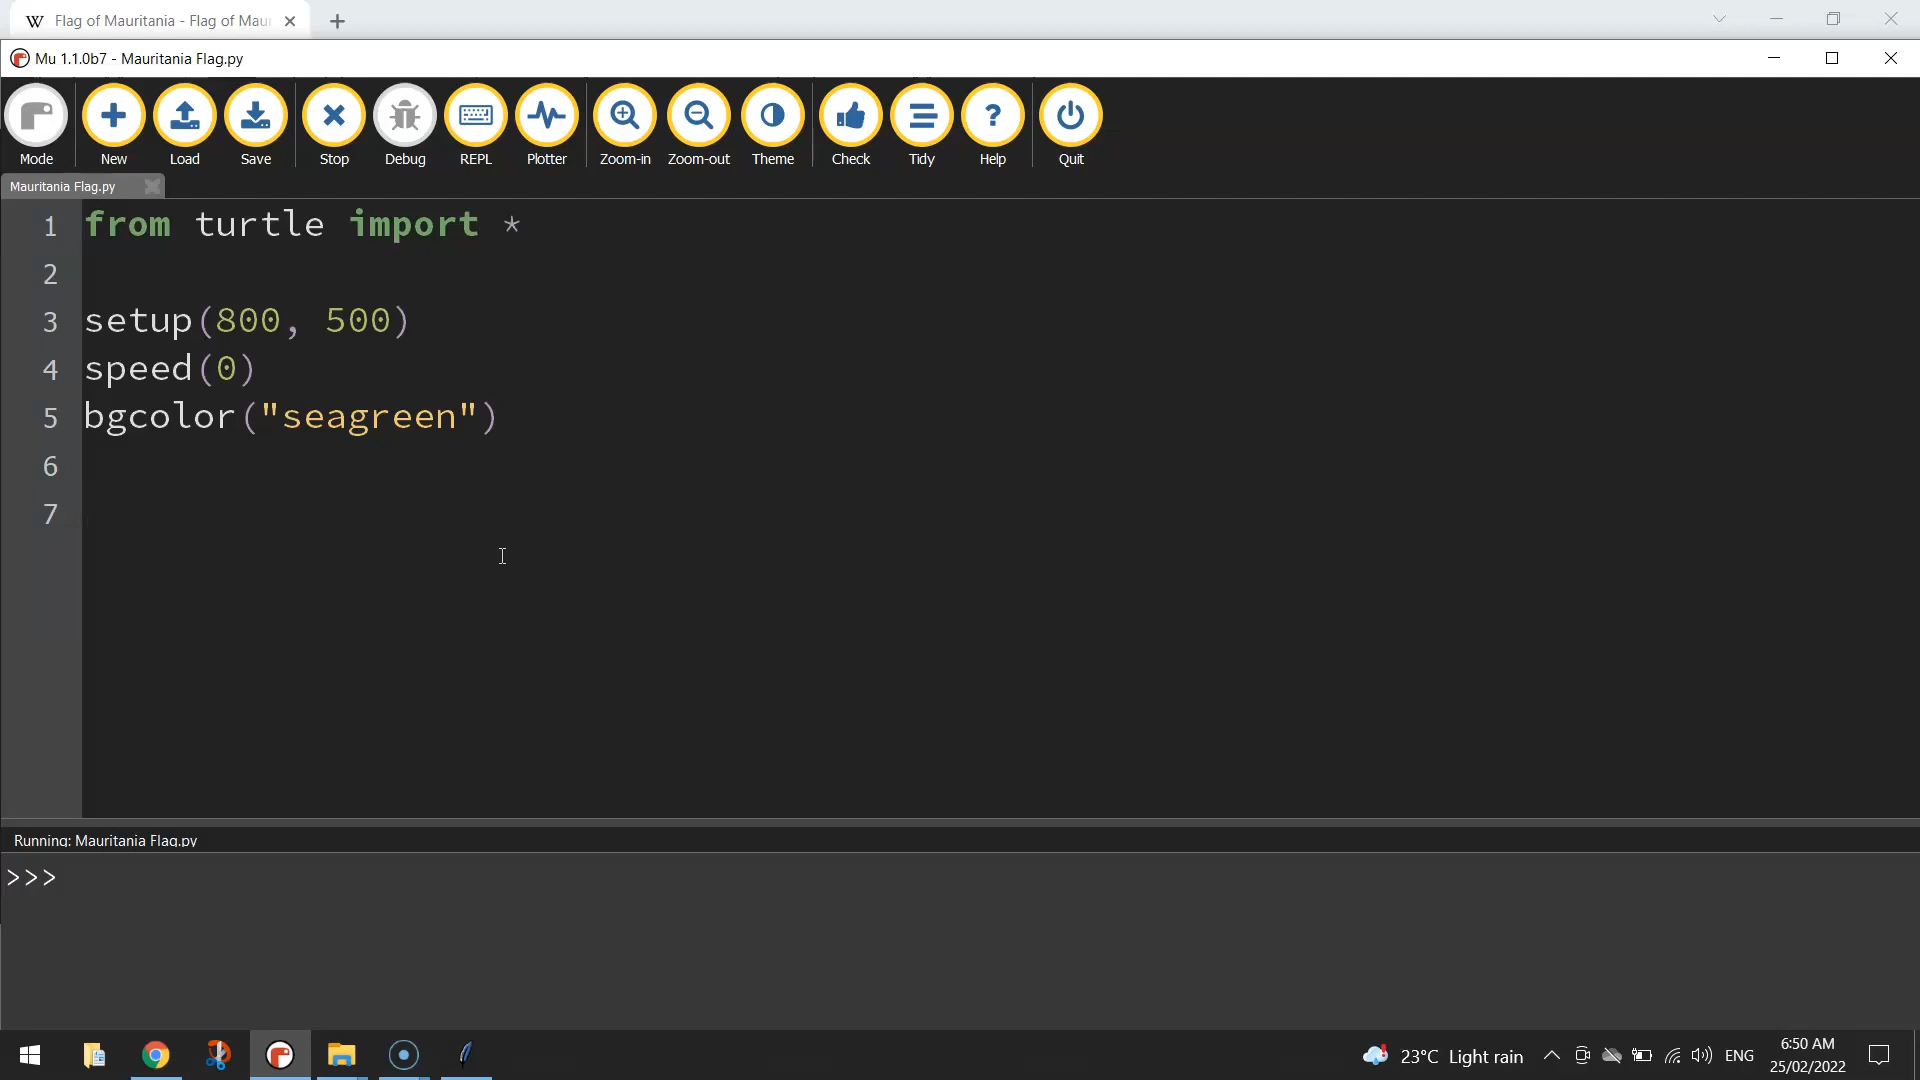 W Flag of Mauritania - Flag of Mau
Mu 1.1.0b7 - Mauritania Flag.py
Mode New Load Save Stop Debug REPL Plotter Zoom-in Zoom-out Theme Check Tidy Help Quit
Mauritania Flag.py
1 from turtle import *
2
3 setup(800, 500)
4 speed(0)
5 bgcolor("seagreen")
6
7
Running: Mauritania Flag.py
>>>
23°C Light rain ENG 6:50 AM
25/02/2022